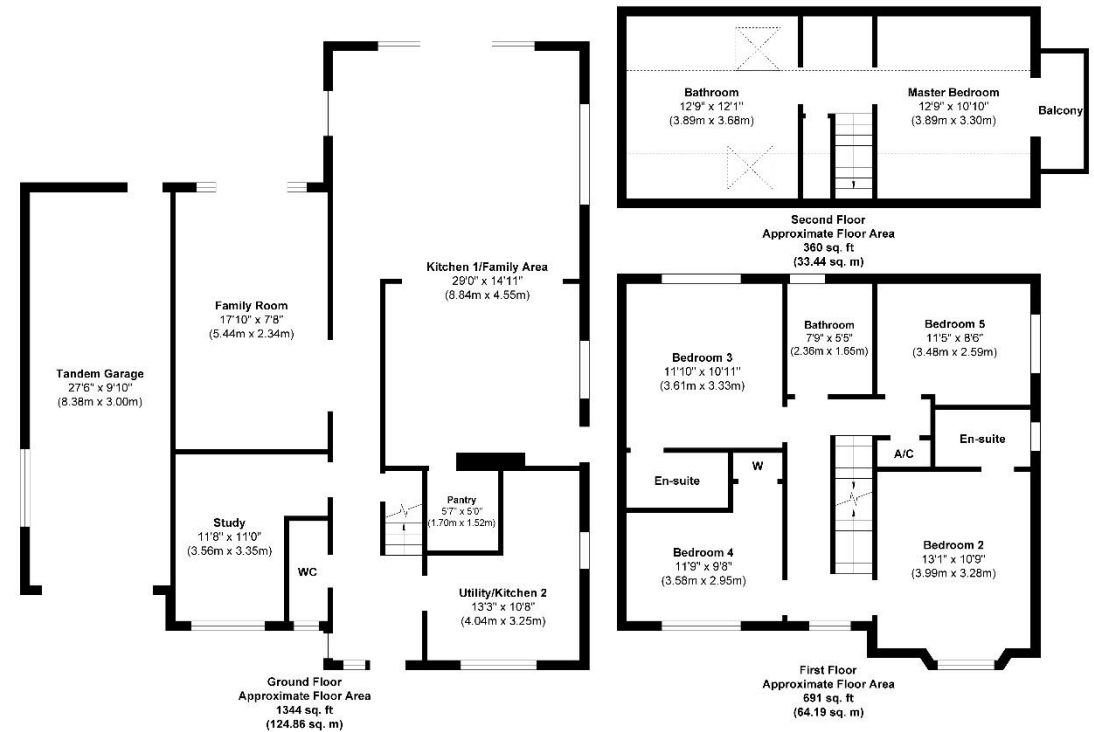 Kitchen 1/Family Area
29'0" x 14'11"
(8.84m x 4.55m)
Family Room
17'10" x 7'8"
(5.44m x 2.34m)
Tandem Garage
27'6" x 9'10"
(8.38m x 3.00m)
Pantry
5'7" x 5'0"
(1.70m x 1.52m)
Study
11'8" x 11'0"
(3.56m x 3.35m)
WC
Utility/Kitchen 2
13'3" x 10'8"
(4.04m x 3.25m)
Ground Floor
Approximate Floor Area
1344 sq. ft
(124.86 sq. m)
Bathroom
12'9" x 12'1"
(3.89m x 3.68m)
Master Bedroom
12'9" x 10'10"
(3.89m x 3.30m)
Balcony
Second Floor
Approximate Floor Area
360 sq. ft
(33.44 sq. m)
Bedroom 3
11'10" x 10'11"
(3.61m x 3.33m)
Bathroom
7'9" x 5'5"
(2.36m x 1.65m)
Bedroom 5
11'5" x 8'6"
(3.48m x 2.59m)
En-suite
A/C
W
En-suite
Bedroom 4
11'9" x 9'8"
(3.58m x 2.95m)
Bedroom 2
13'1" x 10'9"
(3.99m x 3.28m)
First Floor
Approximate Floor Area
691 sq. ft
(64.19 sq. m)